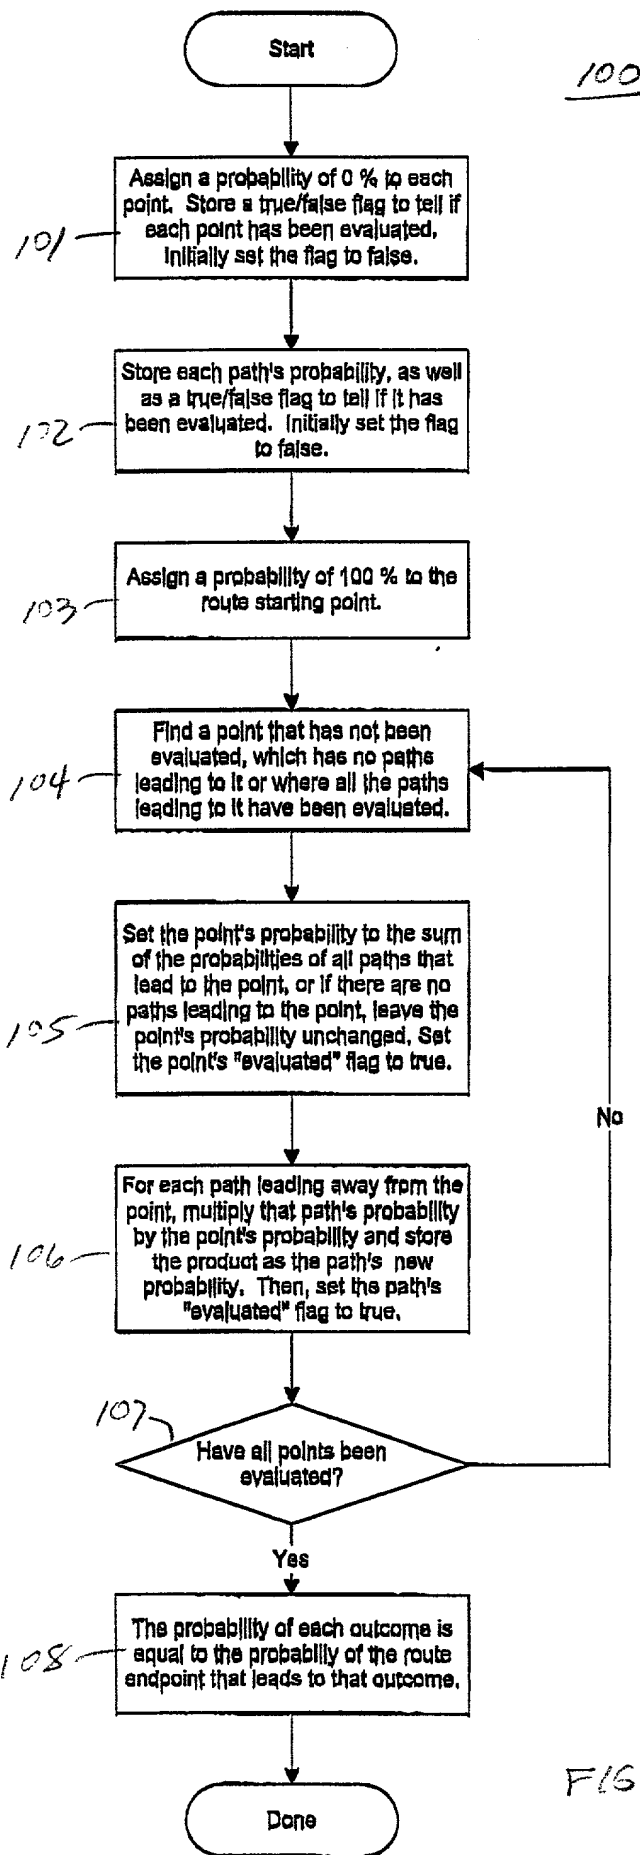 Start
100
Assign a probability of 0 % to each
point. Store a true/false flag to tell if
each point has been evaluated.
Initially set the flag to false.
101
Store each path's probability, as well
as a true/false flag to tell if it has
been evaluated. Initially set the flag
to false.
102
Assign a probability of 100 % to the
route starting point.
103
Find a point that has not been
evaluated, which has no paths
leading to it or where all the paths
leading to it have been evaluated.
104
Set the point's probability to the sum
of the probabilities of all paths that
lead to the point, or if there are no
paths leading to the point, leave the
point's probability unchanged. Set
the point's "evaluated" flag to true.
105
No
For each path leading away from the
point, multiply that path's probability
by the point's probability and store
the product as the path's new
probability. Then, set the path's
"evaluated" flag to true.
106
107
Have all points been
evaluated?
Yes
The probability of each outcome is
equal to the probabiliy of the route
endpoint that leads to that outcome.
108
FIG
Done